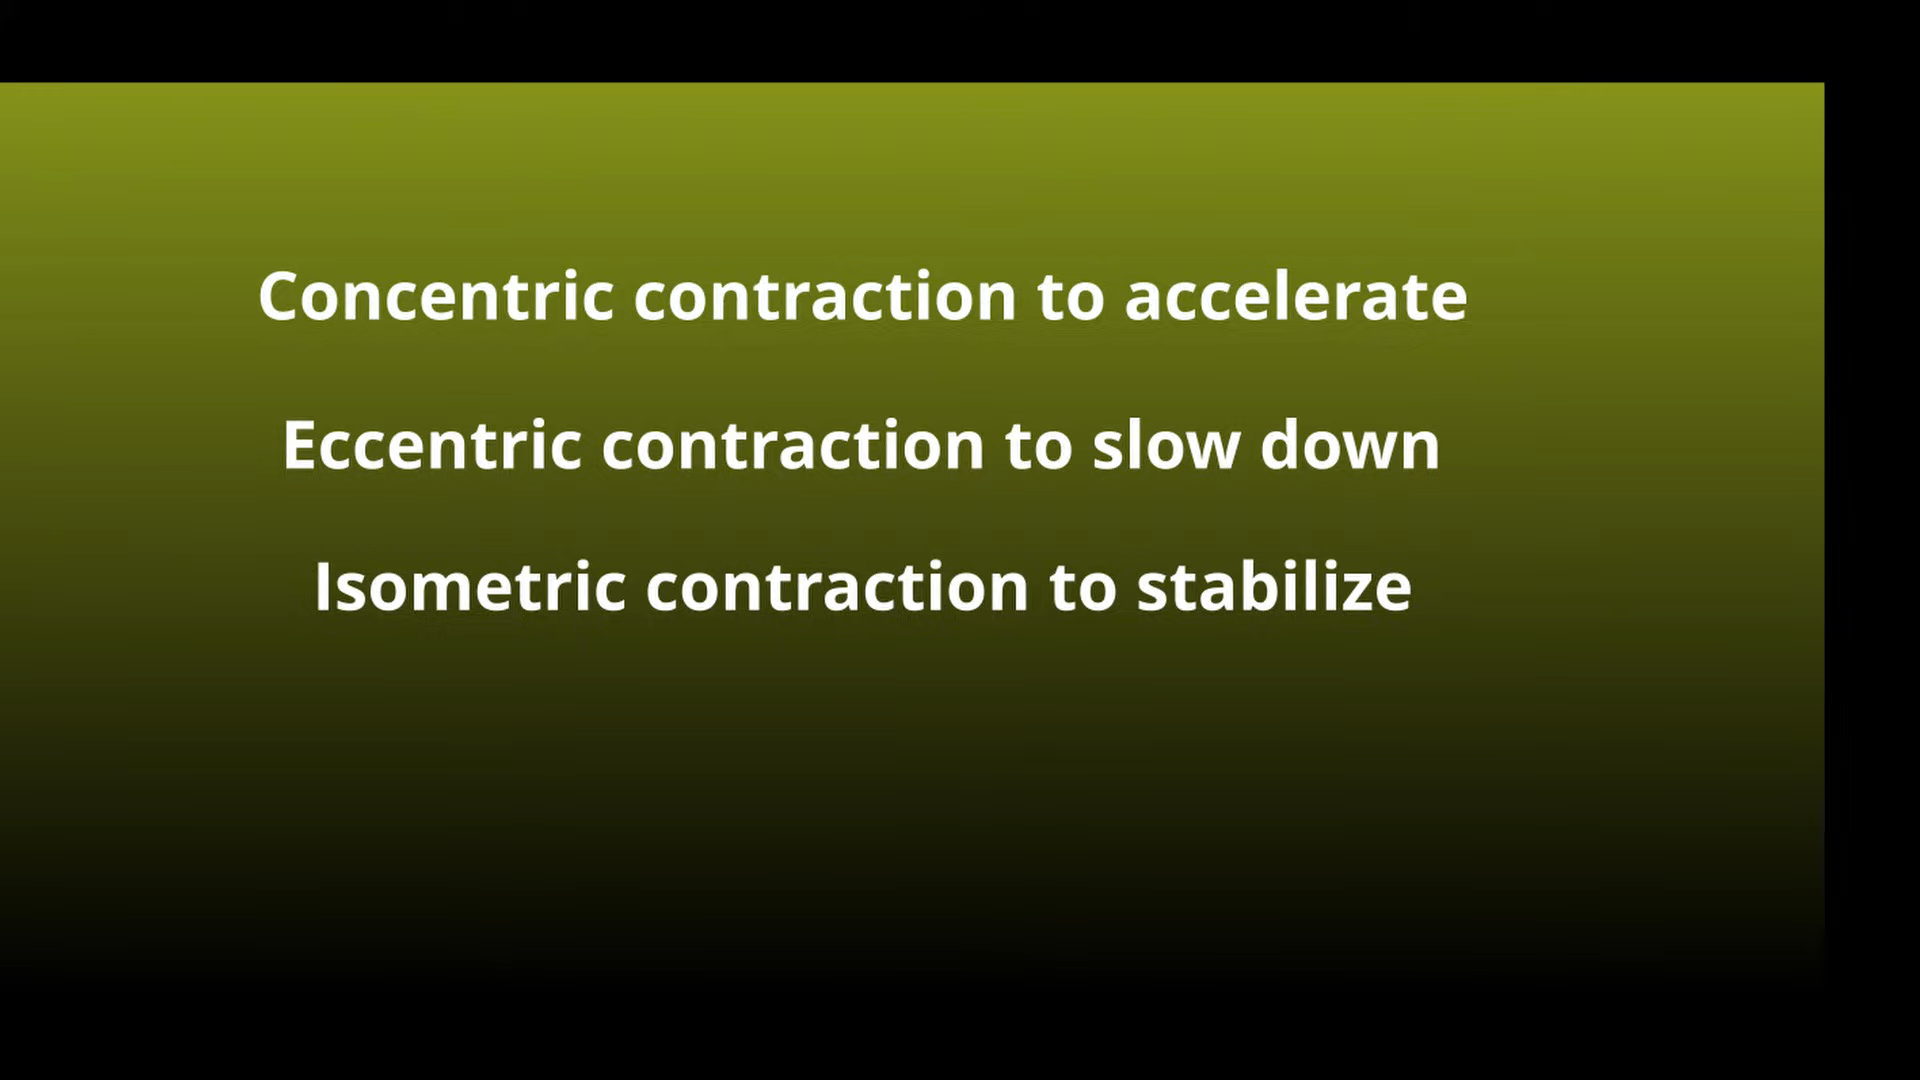 Concentric contraction to accelerate
Eccentric contraction to slow down
Isometric contraction to stabilize